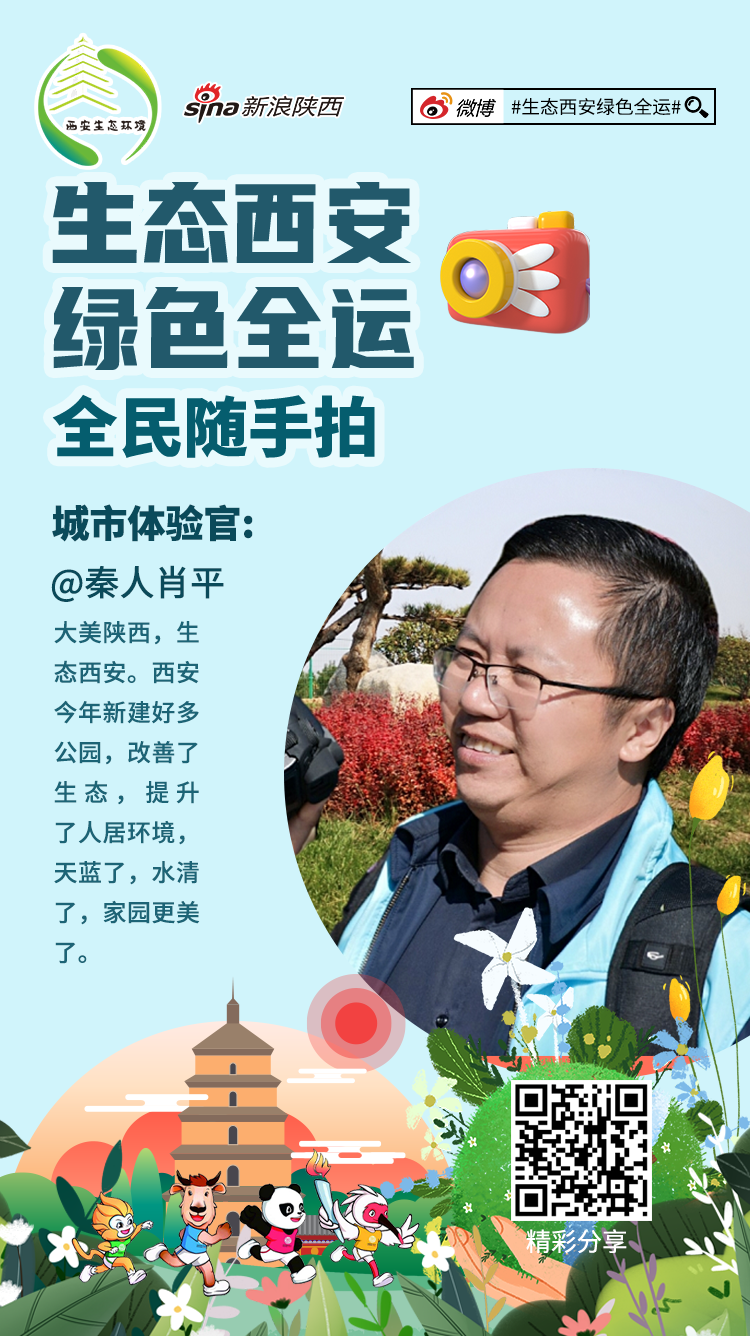 西安生态环境
sina新浪陕西
微博 #生态西安绿色全运#
生态西安
绿色全运
全民随手拍
城市体验官:
@秦人肖平
大美陕西，生
态西安。西安
今年新建好多
公园，改善了
生态，提升
了人居环境，
天蓝了，水清
了，家园更美
了。
精彩分享